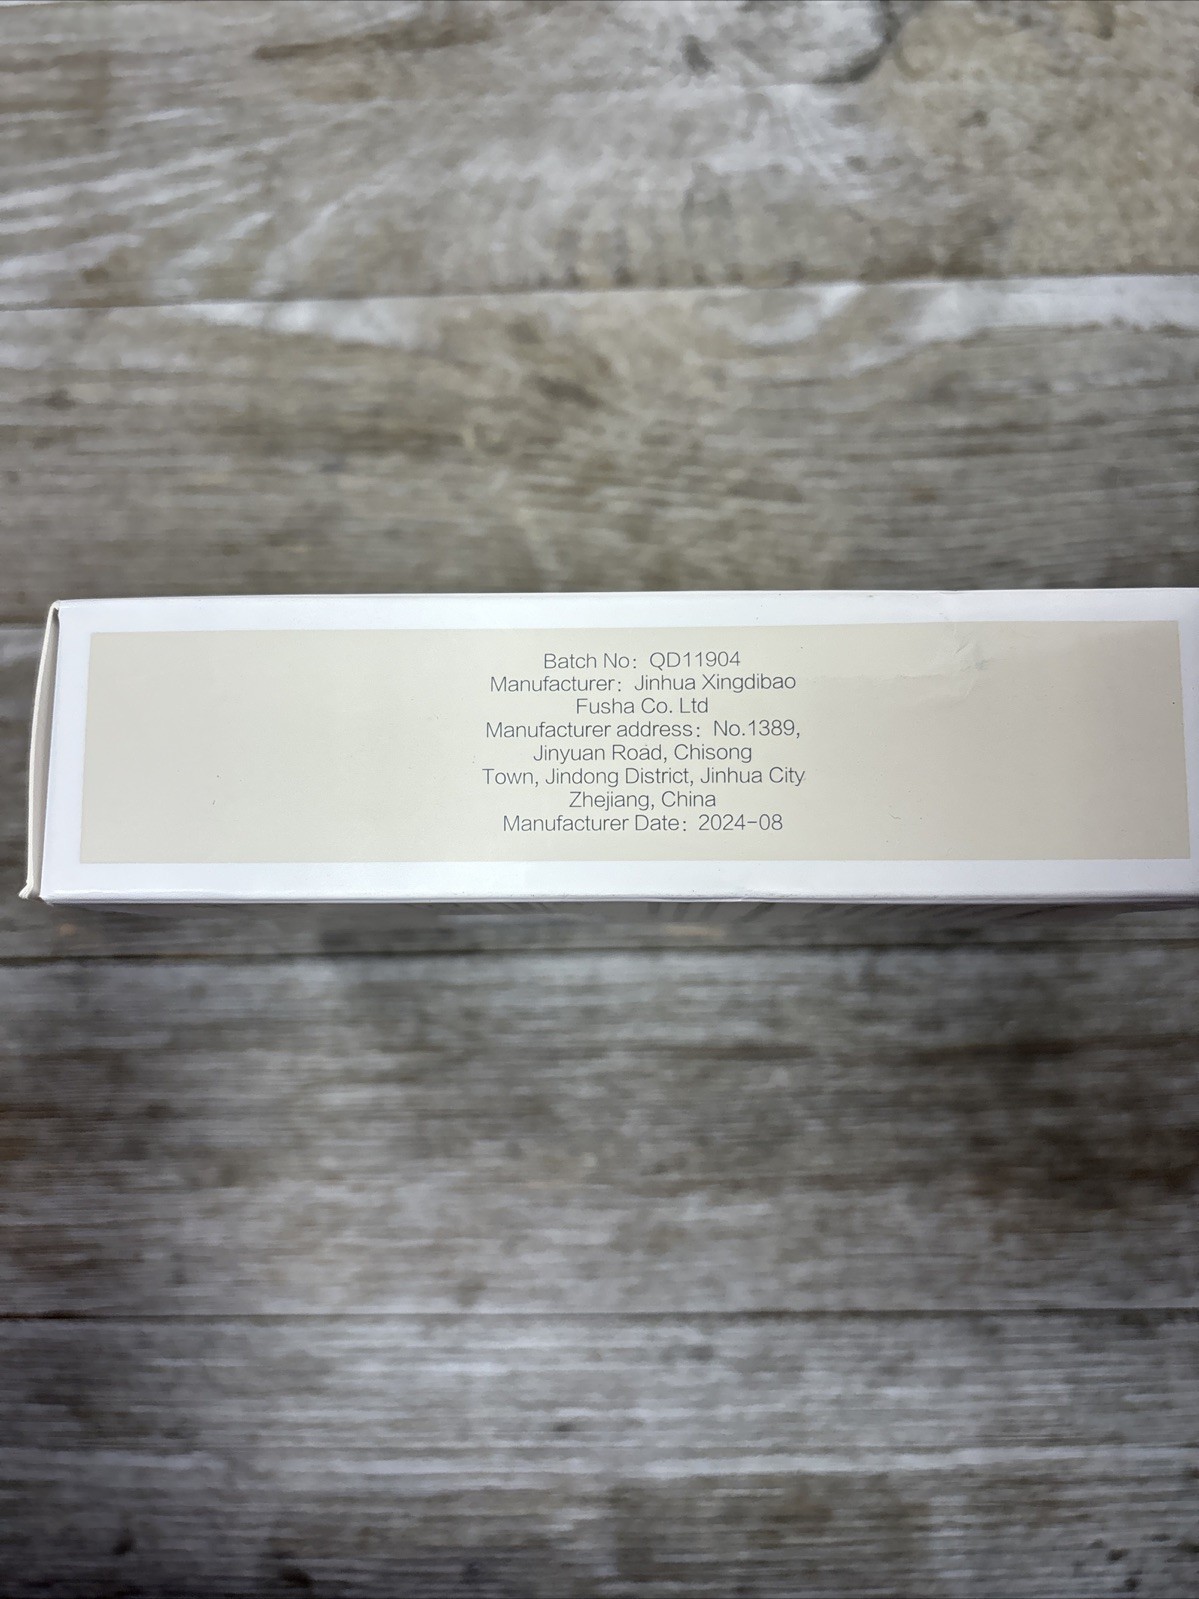 Batch No: QD11904
Manufacturer: Jinhua Xingdibao
Fusha Co. Ltd
Manufacturer address: No.1389,
Jinyuan Road, Chisong
Town, Jindong District, Jinhua City
Zhejiang, China
Manufacturer Date: 2024-08